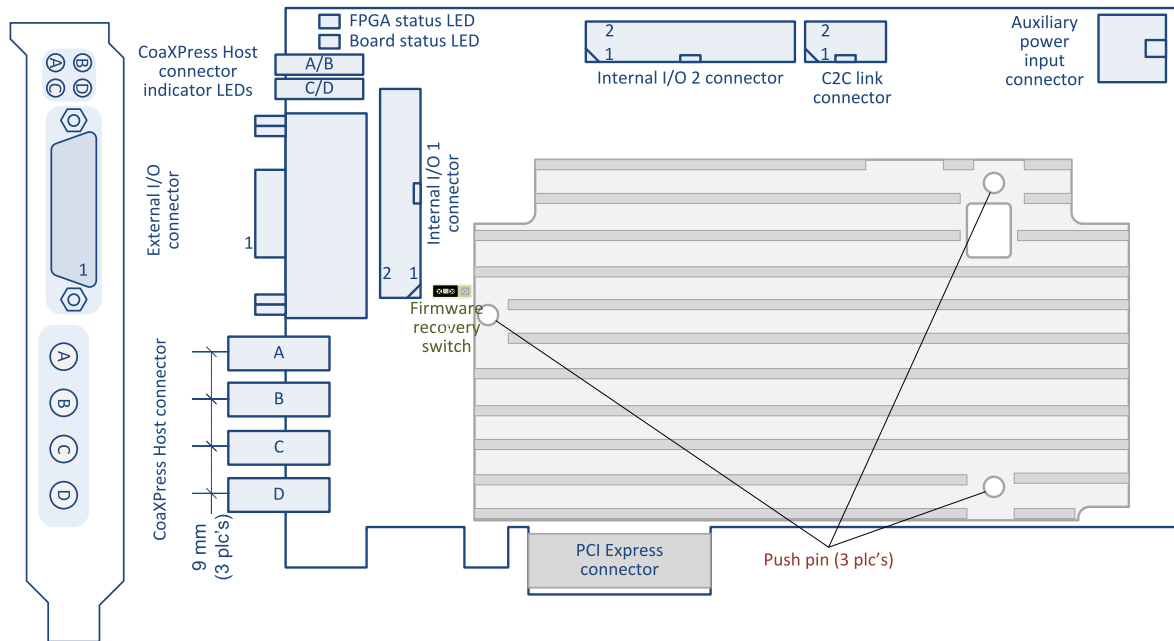 FPGA status LED
Board status LED
CoaXPress Host
connector
indicator LEDs
A/B
C/D
2
1
Internal I/O 2 connector
2
1
C2C link
connector
Auxiliary
power
input
connector
A
B
C
D
1
External I/O
connector
1
2
1
Internal I/O 1
connector
Firmware
recovery
switch
A
B
C
D
CoaXPress Host connector
A
B
C
D
9 mm
(3 plc's)
PCI Express
connector
Push pin (3 plc's)